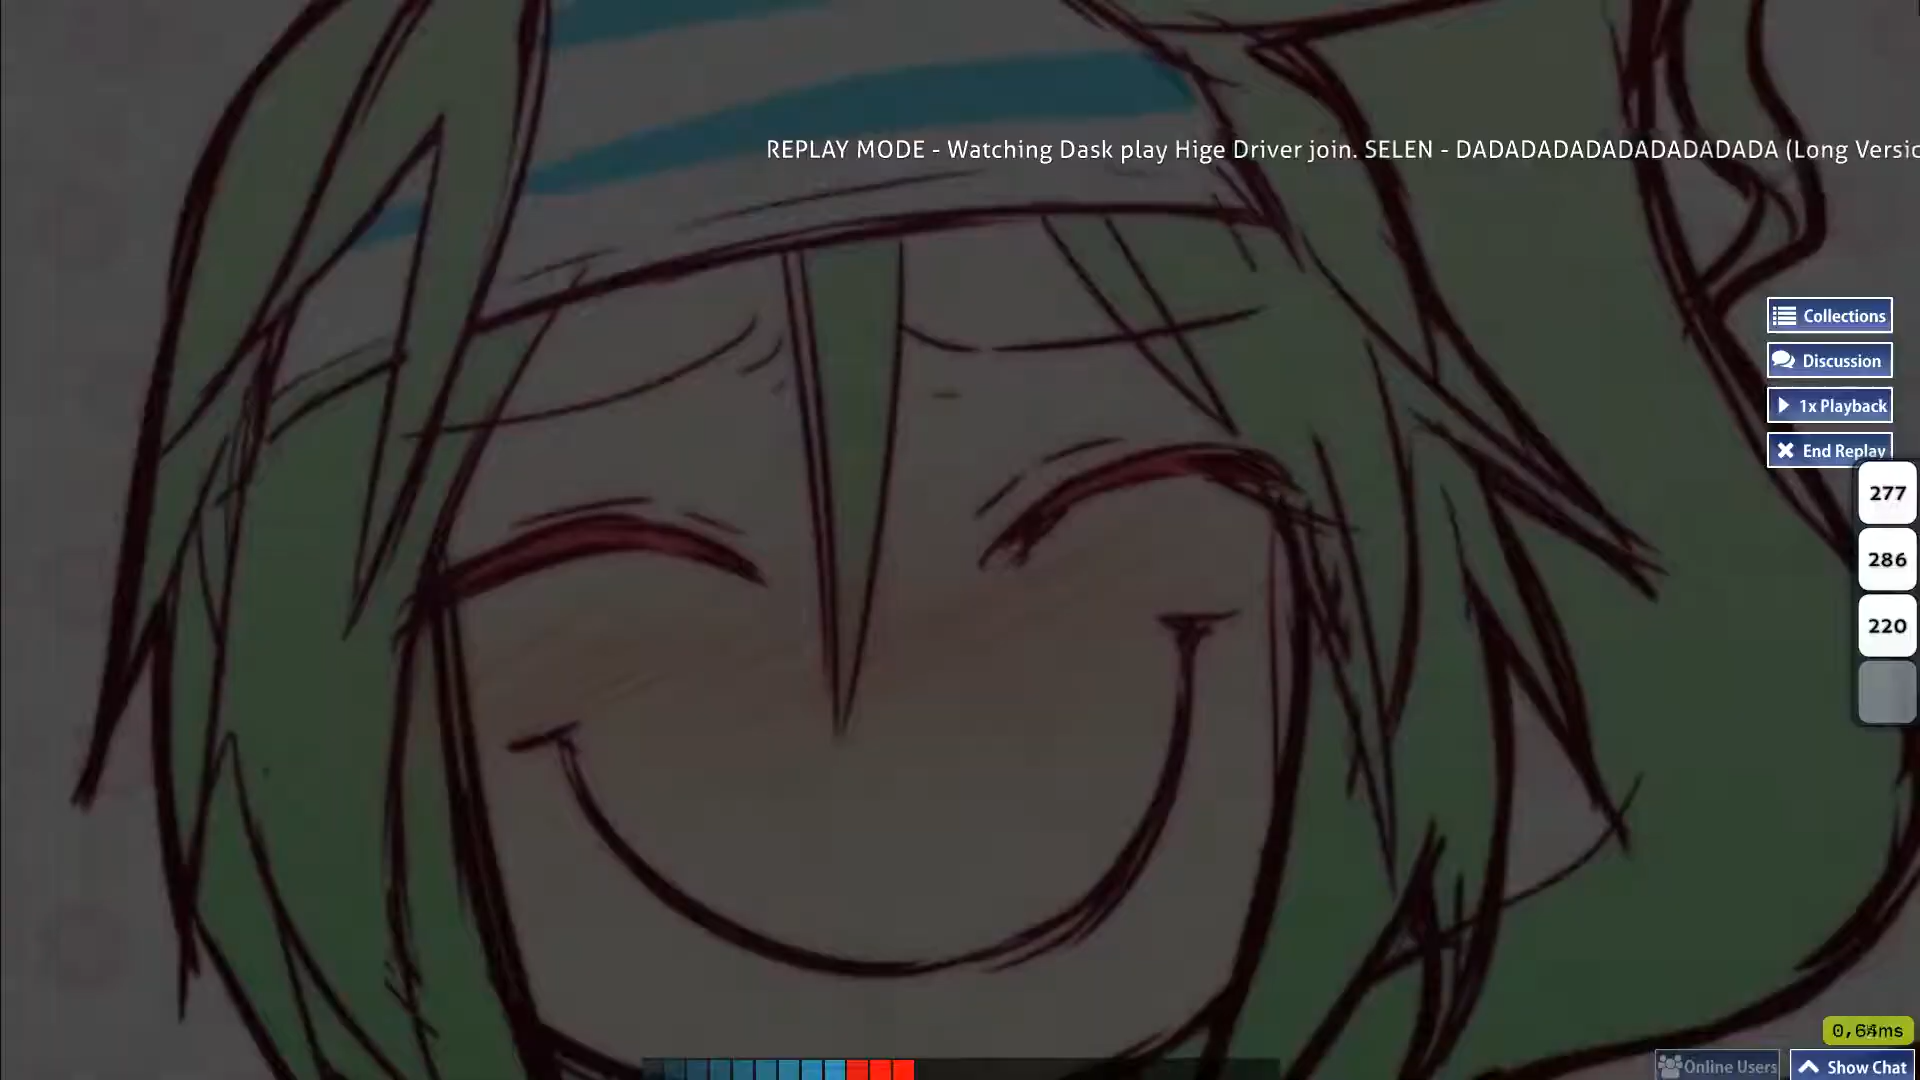 REPLAY MODE - Watching Dask play Hige Driver join. SELEN - DADADADADADADADADADA (Long Versic
Collections
Discussion
1x Playback
End Replay
277
286
220
Online Users
Show Chat